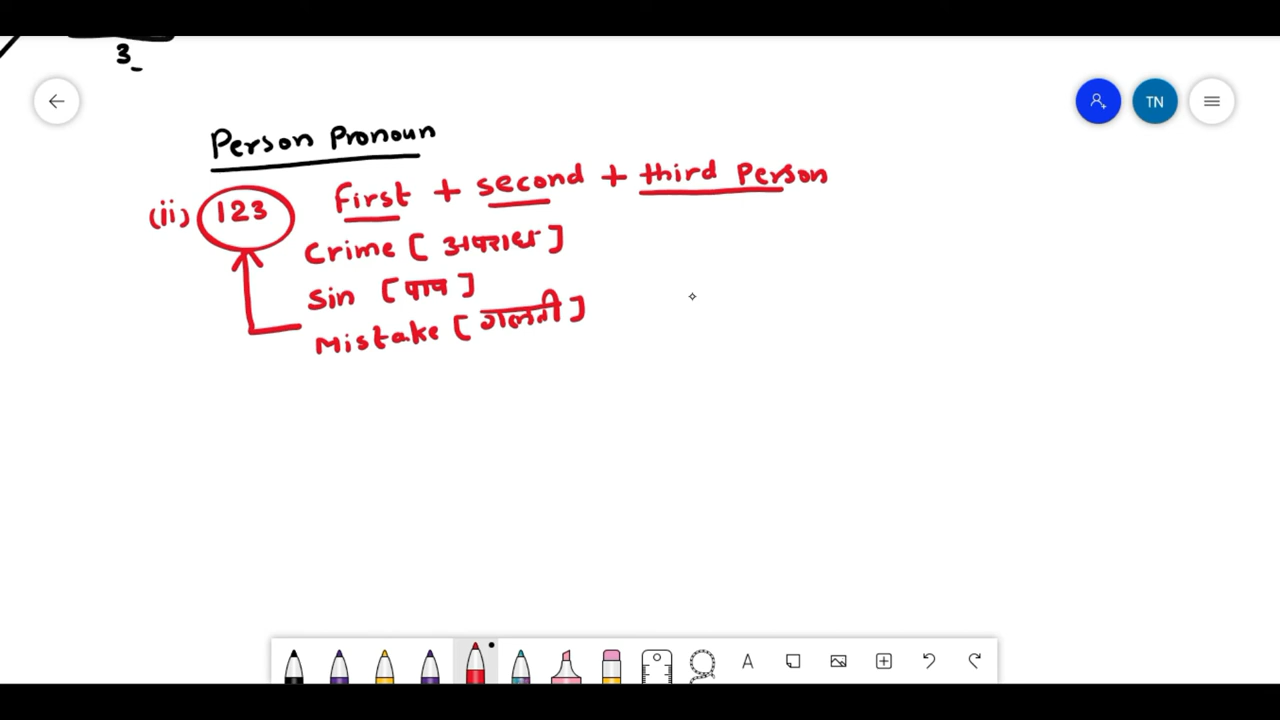 3
TN
Person Pronoun
(ii) 123 First + second + third Person
Crime [ अपराध ]
Sin [ पाप ]
Mistake [ गलती ]
A